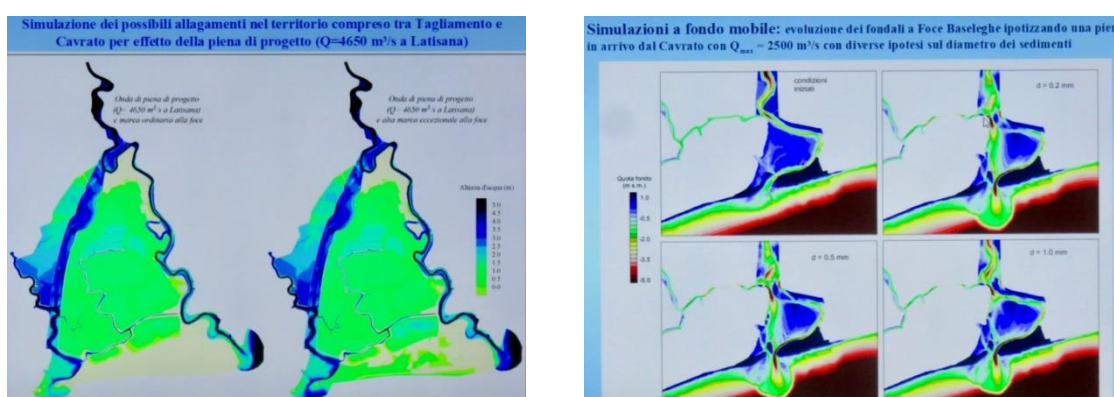 Simulazione dei possibili allagamenti nel territorio compreso tra Tagliamento e
Cavrato per effetto della piena di progetto (Q=4650 m³/s a Latisana)
Onda di piena di progetto
(Q= 4650 m³ s a Latisana)
e marea ordinaria alla foce
Onda di piena di progetto
(Q= 4650 m³ s a Latisana)
e alta marea eccezionale alla foce
Altezza d'acqua (m)
5.0
4.5
4.0
3.5
3.0
2.5
2.0
1.5
1.0
0.5
0.0
Simulazioni a fondo mobile: evoluzione dei fondali a Foce Baseleghe ipotizzando una pien
in arrivo dal Cavrato con Qmax = 2500 m³/s con diverse ipotesi sul diametro dei sedimenti
condizioni
iniziali
d = 0.2 mm
Quota fondo
(m s.m.)
1.0
-0.5
-2.0
-3.5
-5.0
d = 0.5 mm
d = 1.0 mm